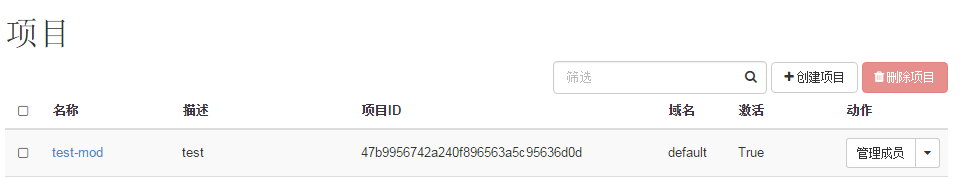 项目
筛选 创建项目 删除项目
名称 描述 项目ID 域名 激活 动作
test-mod test 47b9956742a240f896563a5c95636d0d default True 管理成员